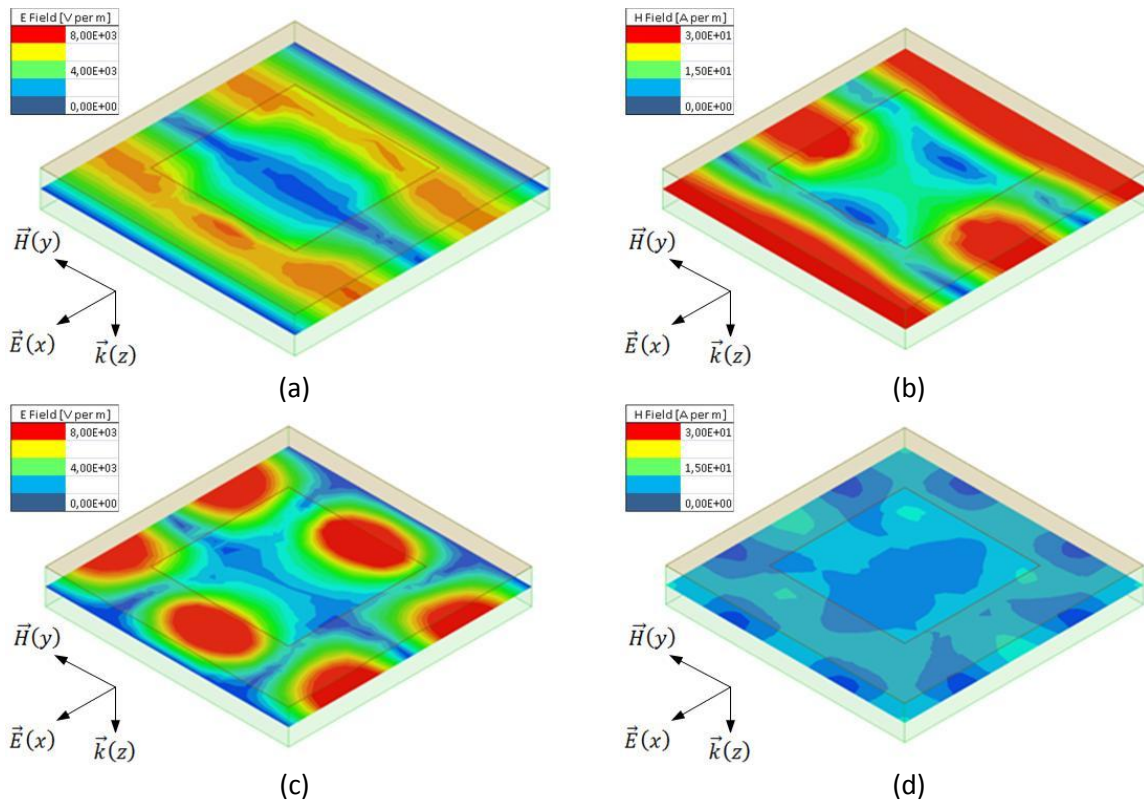 E Field [V per m]
8,00E+03
4,00E+03
0,00E+00
H⃗(y)
E⃗(x)
k⃗(z)
(a)
H Field [A per m]
3,00E+01
1,50E+01
0,00E+00
H⃗(y)
E⃗(x)
k⃗(z)
(b)
E Field [V per m]
8,00E+03
4,00E+03
0,00E+00
H⃗(y)
E⃗(x)
k⃗(z)
(c)
H Field [A per m]
3,00E+01
1,50E+01
0,00E+00
H⃗(y)
E⃗(x)
k⃗(z)
(d)